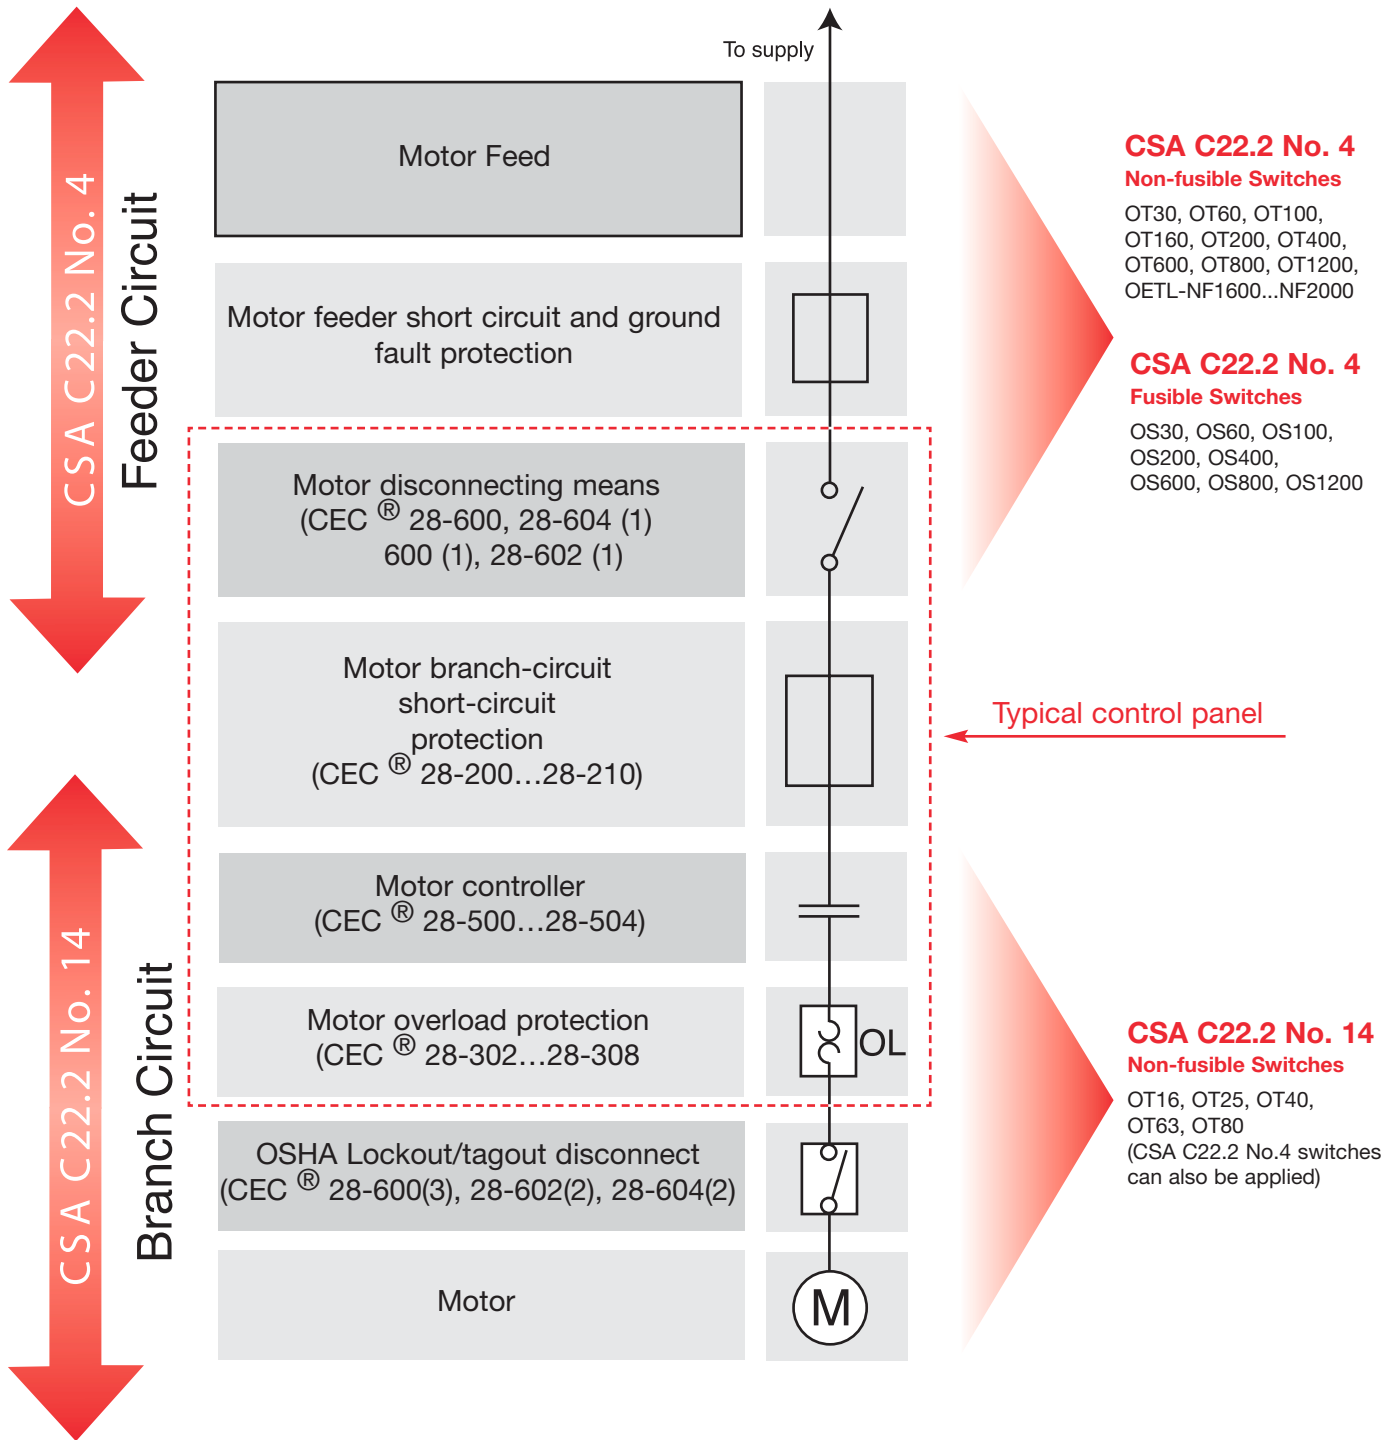 To supply
CSA C22.2 No. 4
Feeder Circuit
Motor Feed
Motor feeder short circuit and ground
fault protection
Motor disconnecting means
(CEC ® 28-600, 28-604 (1)
600 (1), 28-602 (1)
Motor branch-circuit
short-circuit
protection
(CEC ® 28-200…28-210)
CSA C22.2 No. 14
Branch Circuit
Motor controller
(CEC ® 28-500…28-504)
Motor overload protection
(CEC ® 28-302…28-308
OL
OSHA Lockout/tagout disconnect
(CEC ® 28-600(3), 28-602(2), 28-604(2)
Motor
M
CSA C22.2 No. 4
Non-fusible Switches
OT30, OT60, OT100,
OT160, OT200, OT400,
OT600, OT800, OT1200,
OETL-NF1600...NF2000
CSA C22.2 No. 4
Fusible Switches
OS30, OS60, OS100,
OS200, OS400,
OS600, OS800, OS1200
Typical control panel
CSA C22.2 No. 14
Non-fusible Switches
OT16, OT25, OT40,
OT63, OT80
(CSA C22.2 No.4 switches
can also be applied)